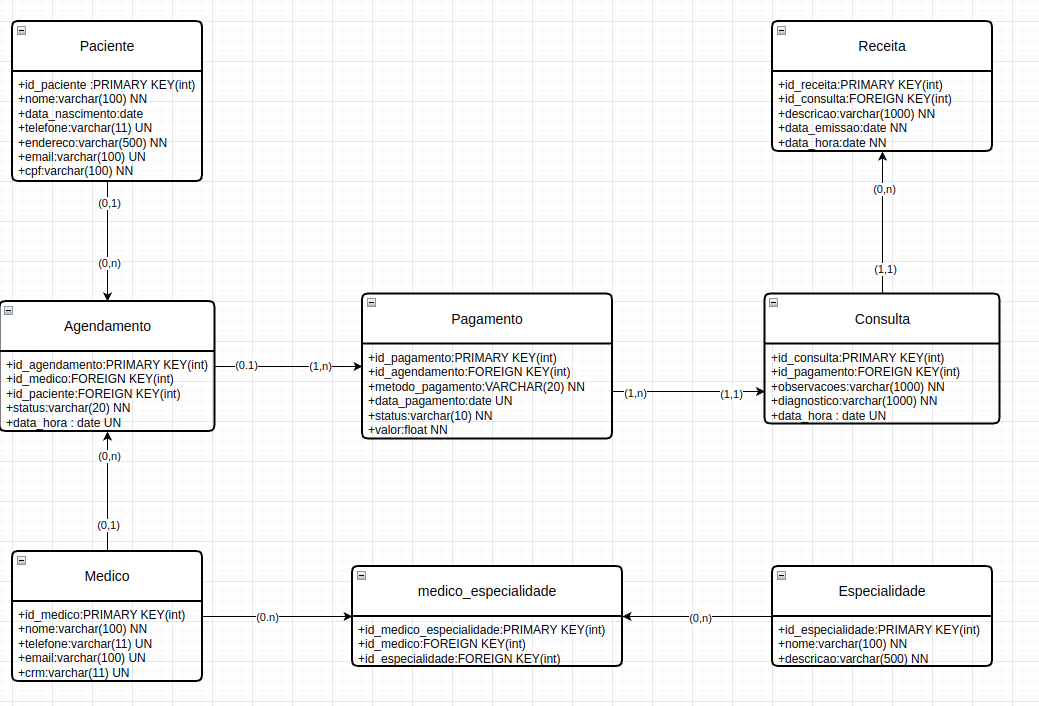 Paciente
+id_paciente :PRIMARY KEY(int)
+nome:varchar(100) NN
+data_nascimento:date
+telefone:varchar(11) UN
+endereco:varchar(500) NN
+email:varchar(100) UN
+cpf:varchar(100) NN
Receita
+id_receita:PRIMARY KEY(int)
+id_consulta:FOREIGN KEY(int)
+descricao:varchar(1000) NN
+data_emissao:date NN
+data_hora:date NN
(0,1)
(0,n)
(0,n)
(1,1)
Agendamento
+id_agendamento:PRIMARY KEY(int)
+id_medico:FOREIGN KEY(int)
+id_paciente:FOREIGN KEY(int)
+status:varchar(20) NN
+data_hora : date UN
(0.1)
(1,n)
Pagamento
+id_pagamento:PRIMARY KEY(int)
+id_agendamento:FOREIGN KEY(int)
+metodo_pagamento:VARCHAR(20) NN
+data_pagamento:date UN
+status:varchar(10) NN
+valor:float NN
(1,n)
(1,1)
Consulta
+id_consulta:PRIMARY KEY(int)
+id_pagamento:FOREIGN KEY(int)
+observacoes:varchar(1000) NN
+diagnostico:varchar(1000) NN
+data_hora : date UN
(0,n)
(0,1)
Medico
+id_medico:PRIMARY KEY(int)
+nome:varchar(100) NN
+telefone:varchar(11) UN
+email:varchar(100) UN
+crm:varchar(11) UN
(0.n)
medico_especialidade
+id_medico_especialidade:PRIMARY KEY(int)
+id_medico:FOREIGN KEY(int)
+id_especialidade:FOREIGN KEY(int)
(0,n)
Especialidade
+id_especialidade:PRIMARY KEY(int)
+nome:varchar(100) NN
+descricao:varchar(500) NN